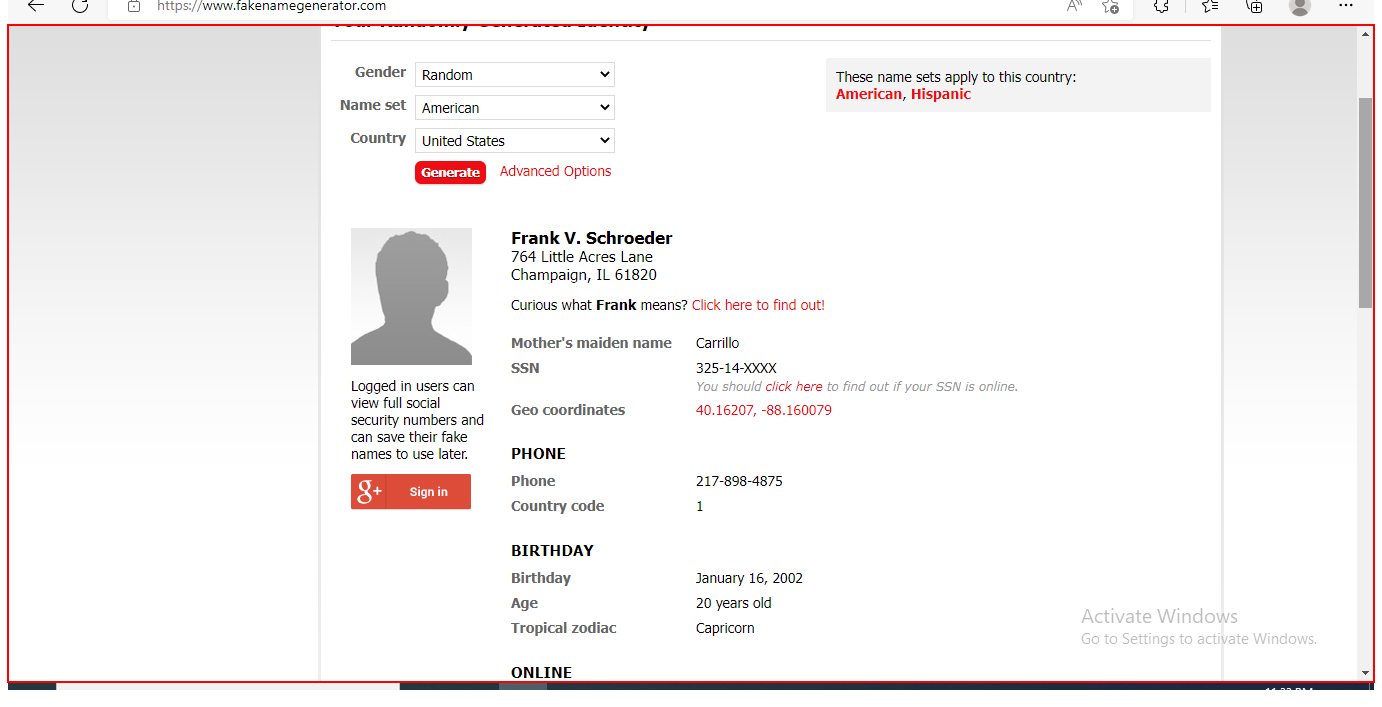 https://www.fakenamegenerator.com
Your Randomly Generated Identity
Gender Random
Name set American
Country United States
Generate Advanced Options
These name sets apply to this country:
American, Hispanic
Frank V. Schroeder
764 Little Acres Lane
Champaign, IL 61820
Curious what Frank means? Click here to find out!
Mother's maiden name Carrillo
SSN 325-14-XXXX
You should click here to find out if your SSN is online.
Geo coordinates 40.16207, -88.160079
Logged in users can
view full social
security numbers and
can save their fake
names to use later.
g+ Sign in
PHONE
Phone 217-898-4875
Country code 1
BIRTHDAY
Birthday January 16, 2002
Age 20 years old
Tropical zodiac Capricorn
ONLINE
Activate Windows
Go to Settings to activate Windows.